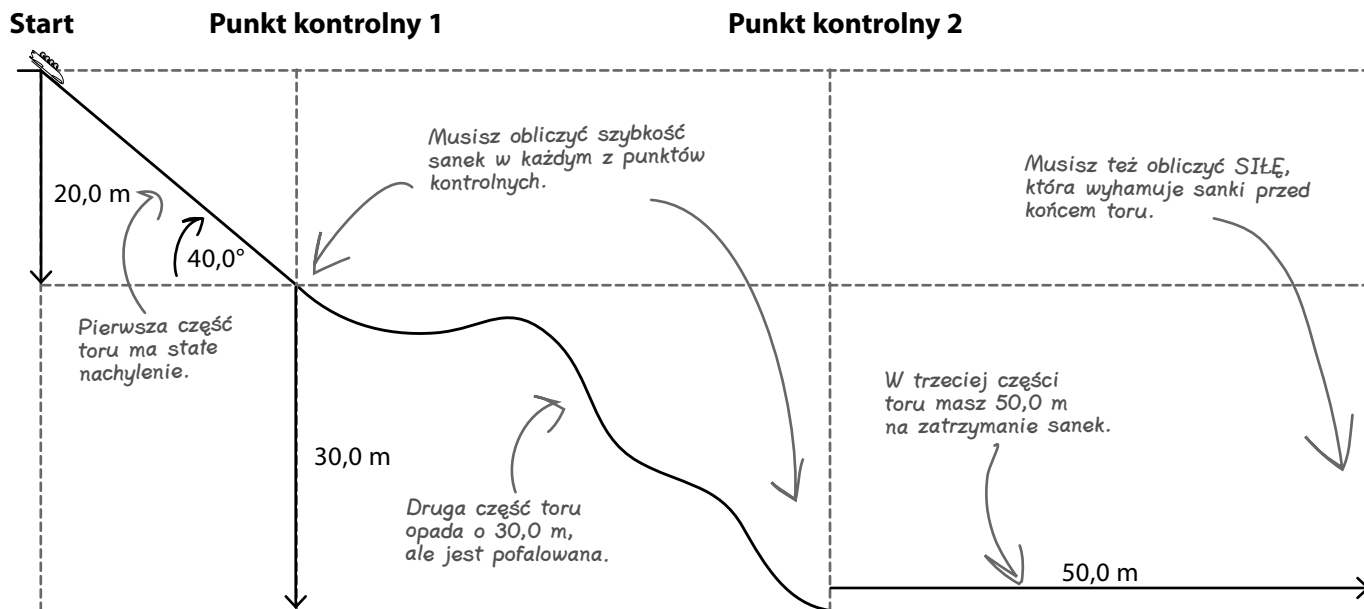 Start
Punkt kontrolny 1
Punkt kontrolny 2
Musisz obliczyć szybkość
sanek w każdym z punktów
kontrolnych.
Musisz też obliczyć SIŁĘ,
która wyhamuje sanki przed
końcem toru.
20,0 m
40,0°
Pierwsza część
toru ma stałe
nachylenie.
W trzeciej części
toru masz 50,0 m
na zatrzymanie sanek.
30,0 m
Druga część toru
opada o 30,0 m,
ale jest pofalowana.
50,0 m